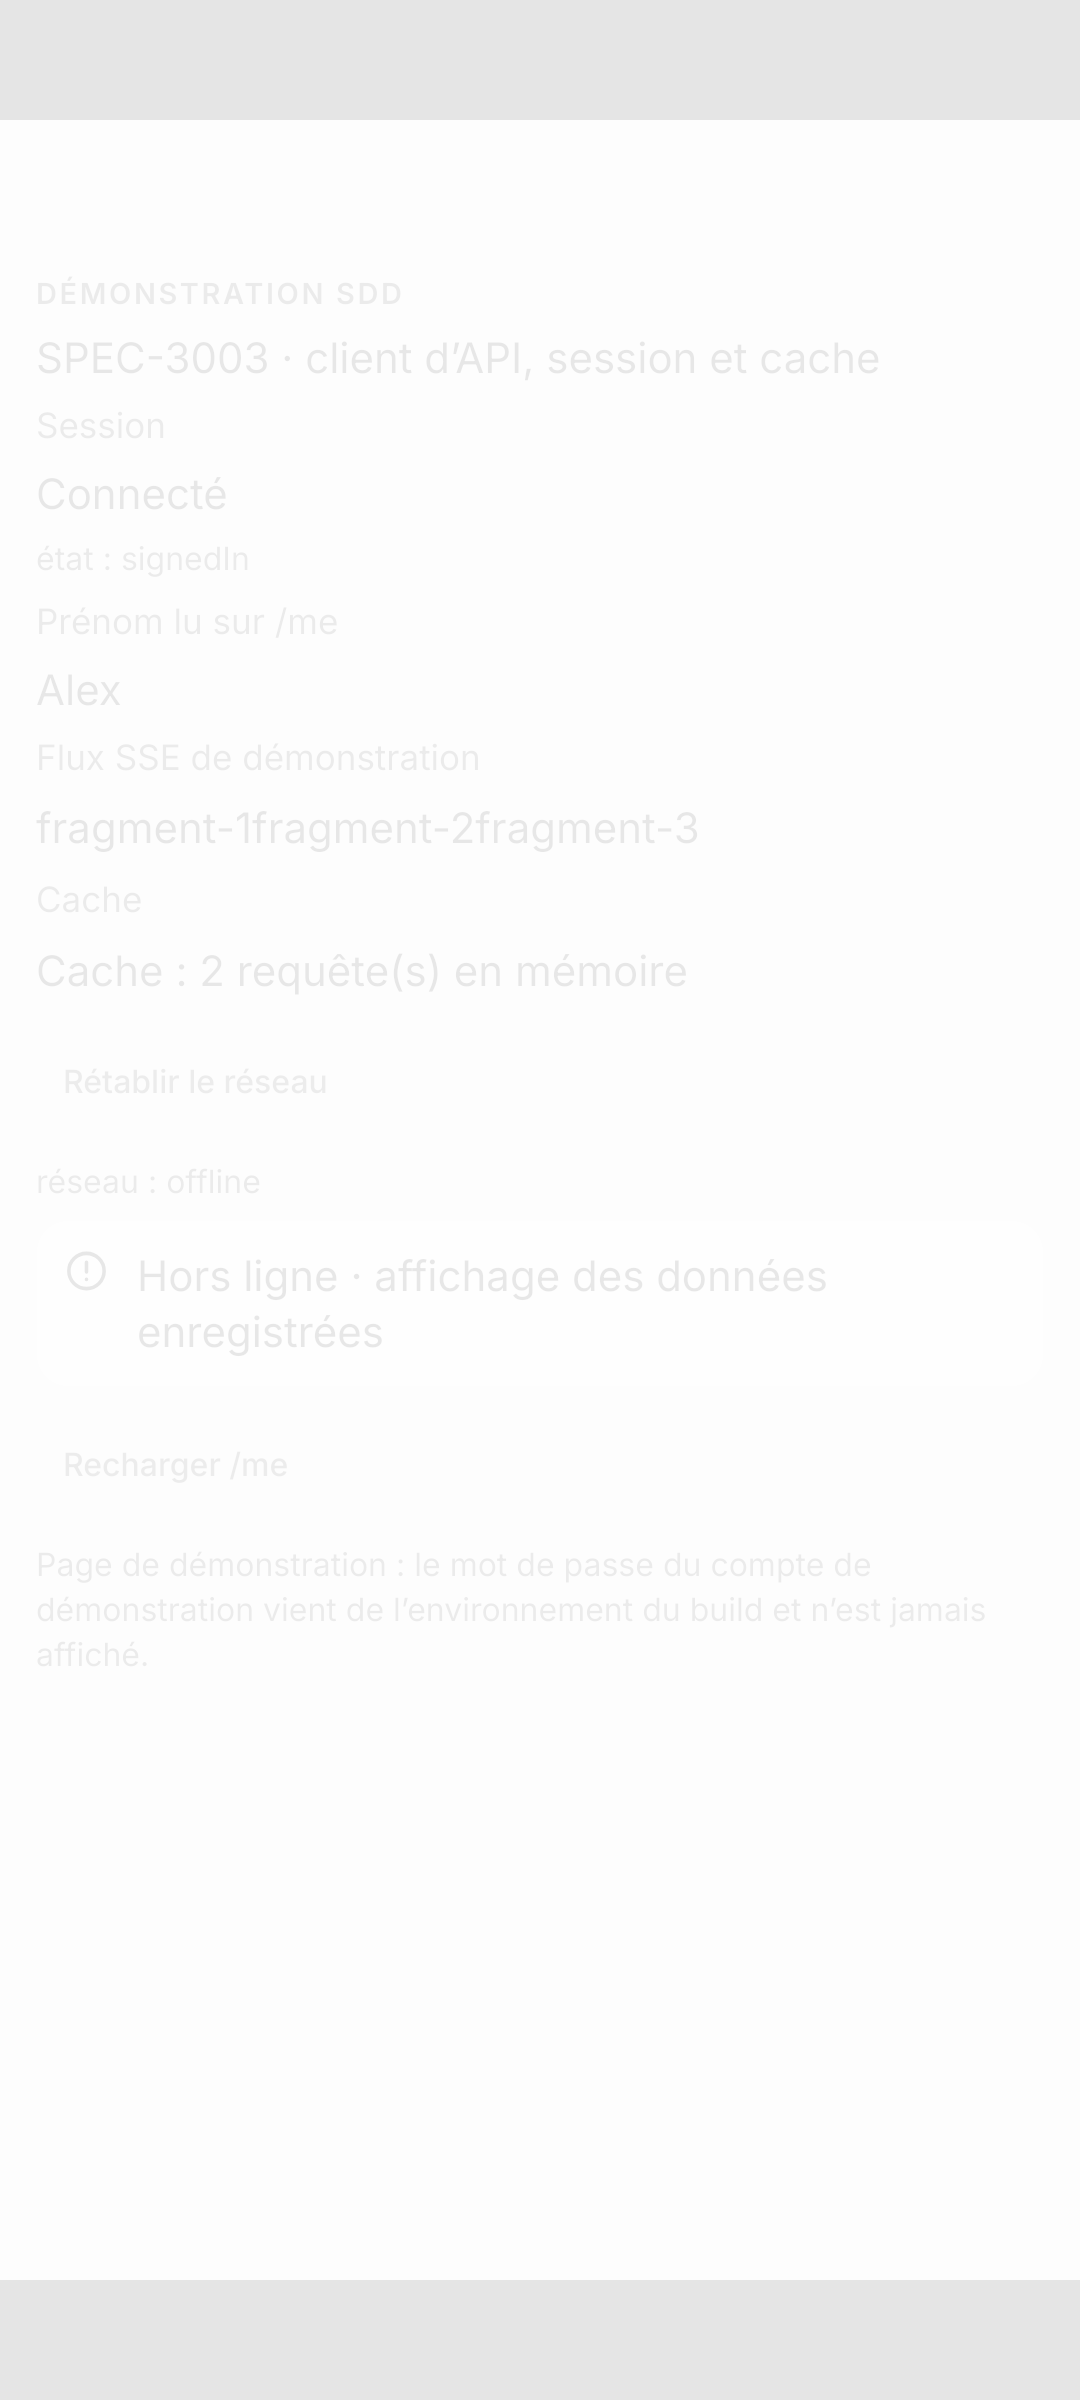 DÉMONSTRATION SDD
SPEC-3003 · client d’API, session et cache
Session
Connecté
état : signedIn
Prénom lu sur /me
Alex
Flux SSE de démonstration
fragment-1fragment-2fragment-3
Cache
Cache : 2 requête(s) en mémoire
Rétablir le réseau
réseau : offline
Hors ligne · affichage des données
enregistrées
Recharger /me
Page de démonstration : le mot de passe du compte de
démonstration vient de l’environnement du build et n’est jamais
affiché.